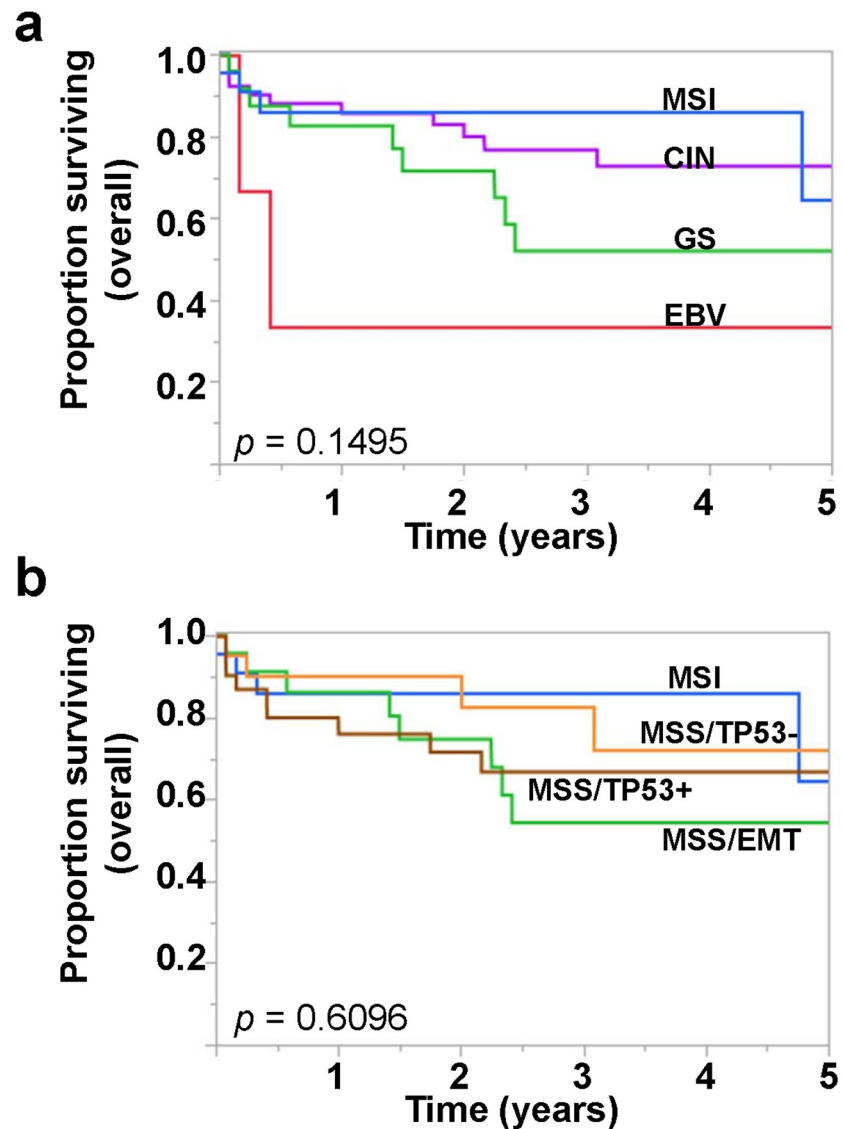 a
Proportion surviving
(overall)
1.0
0.8
0.6
0.4
0.2
MSI
CIN
GS
EBV
p = 0.1495
1 2 3 4 5
Time (years)
b
Proportion surviving
(overall)
1.0
0.8
0.6
0.4
0.2
MSI
MSS/TP53-
MSS/TP53+
MSS/EMT
p = 0.6096
1 2 3 4 5
Time (years)